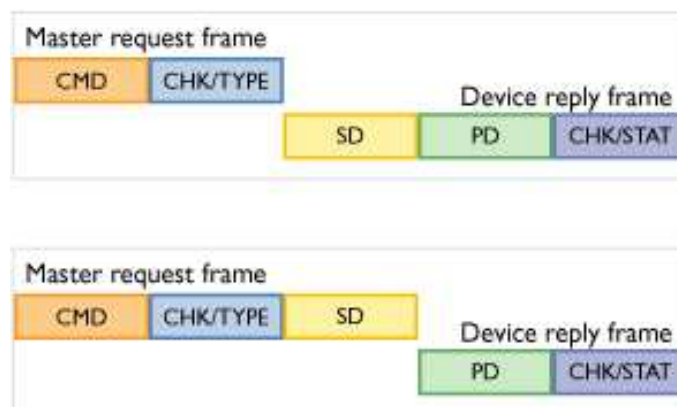 Master request frame
CMD CHK/TYPE
Device reply frame
SD PD CHK/STAT
Master request frame
CMD CHK/TYPE SD
Device reply frame
PD CHK/STAT